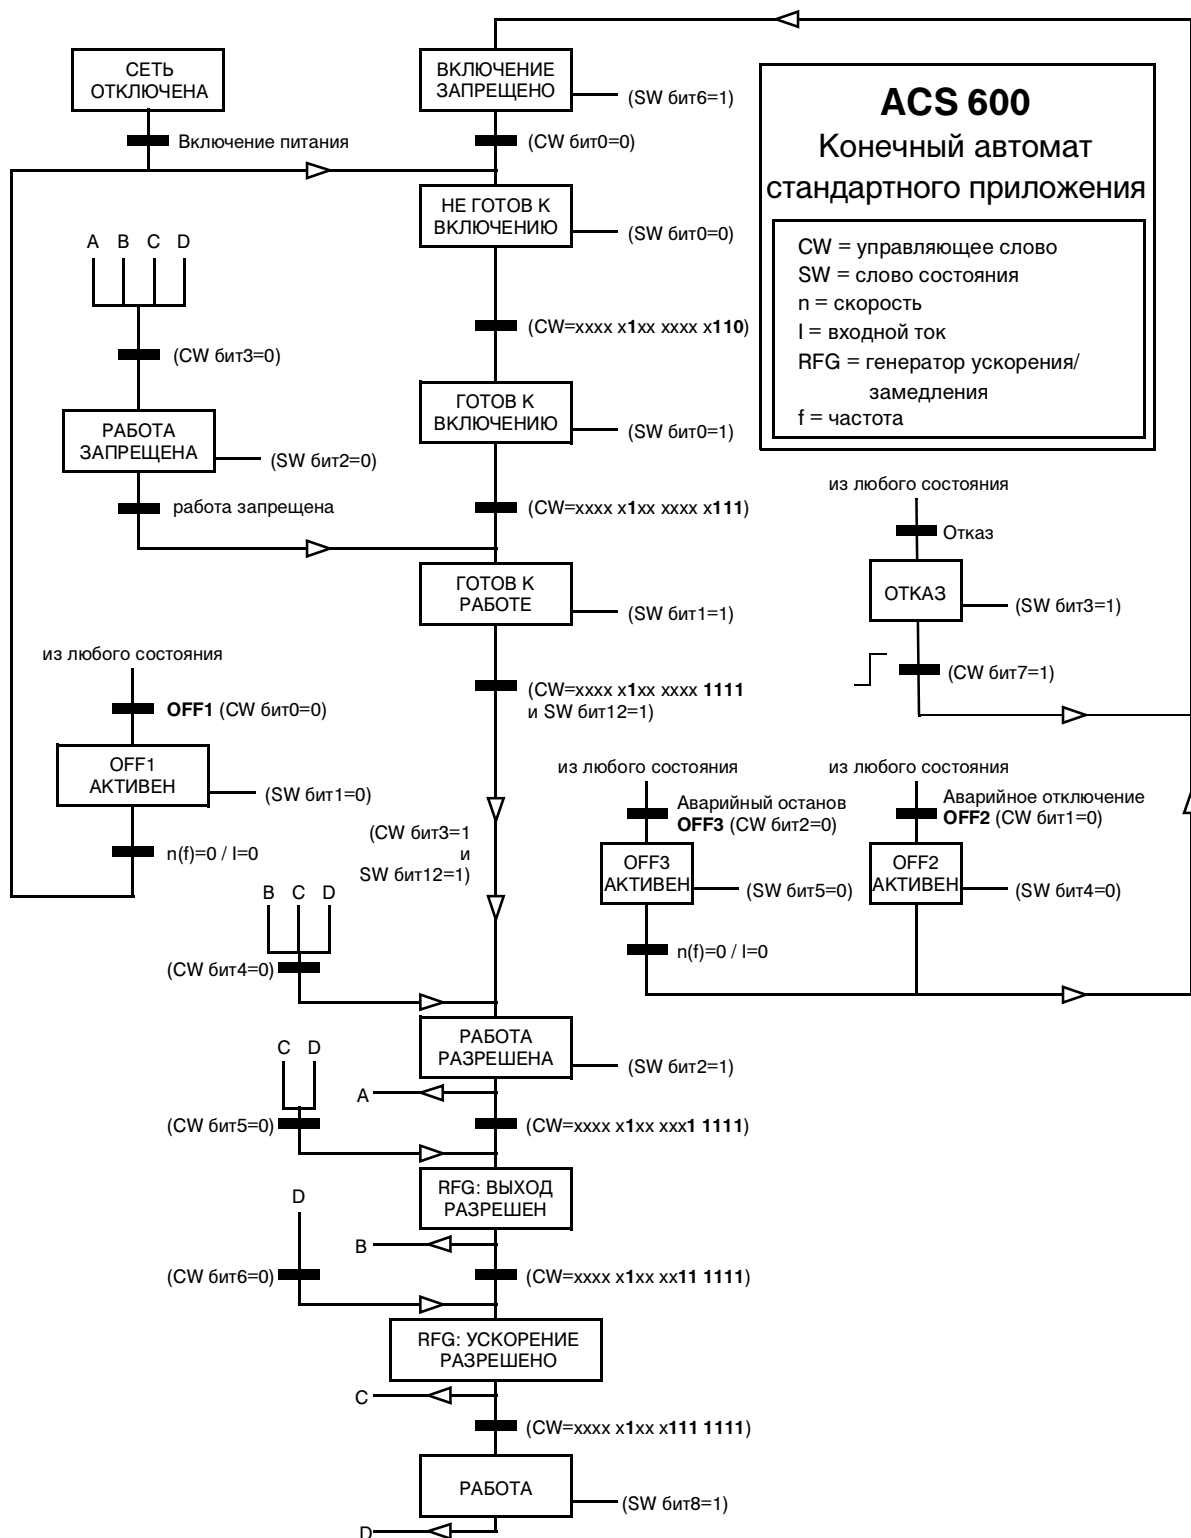 СЕТЬ
ОТКЛЮЧЕНА
Включение питания
ВКЛЮЧЕНИЕ
ЗАПРЕЩЕНО
(SW бит6=1)
(CW бит0=0)
ACS 600
Конечный автомат
стандартного приложения
CW = управляющее слово
SW = слово состояния
n = скорость
I = входной ток
RFG = генератор ускорения/
замедления
f = частота
НЕ ГОТОВ К
ВКЛЮЧЕНИЮ
(SW бит0=0)
A B C D
(CW бит3=0)
(CW=xxxx x1xx xxxx x110)
РАБОТА
ЗАПРЕЩЕНА
(SW бит2=0)
ГОТОВ К
ВКЛЮЧЕНИЮ
(SW бит0=1)
работа запрещена
(CW=xxxx x1xx xxxx x111)
из любого состояния
Отказ
ОТКАЗ
(SW бит3=1)
(CW бит7=1)
ГОТОВ К
РАБОТЕ
(SW бит1=1)
(CW=xxxx x1xx xxxx 1111
и SW бит12=1)
из любого состояния
OFF1 (CW бит0=0)
OFF1
АКТИВЕН
(SW бит1=0)
n(f)=0 / I=0
(CW бит3=1
и
SW бит12=1)
из любого состояния
Аварийный останов
OFF3 (CW бит2=0)
OFF3
АКТИВЕН
(SW бит5=0)
n(f)=0 / I=0
из любого состояния
Аварийное отключение
OFF2 (CW бит1=0)
OFF2
АКТИВЕН
(SW бит4=0)
B C D
(CW бит4=0)
РАБОТА
РАЗРЕШЕНА
(SW бит2=1)
A
C D
(CW бит5=0)
(CW=xxxx x1xx xxx1 1111)
RFG: ВЫХОД
РАЗРЕШЕН
B
D
(CW бит6=0)
(CW=xxxx x1xx xx11 1111)
RFG: УСКОРЕНИЕ
РАЗРЕШЕНО
C
(CW=xxxx x1xx x111 1111)
РАБОТА
(SW бит8=1)
D